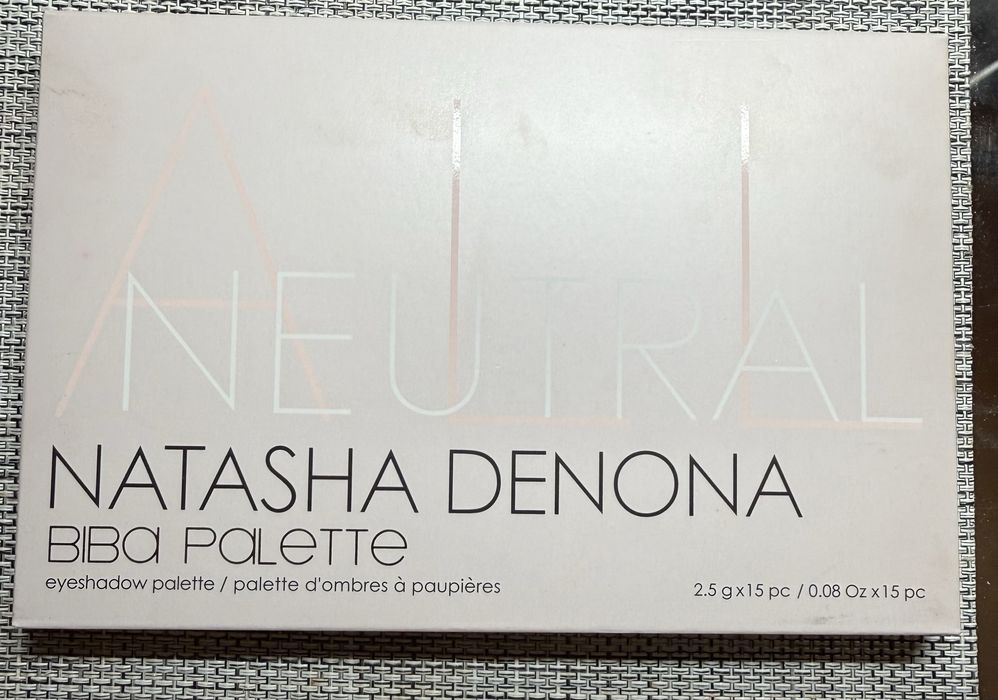 ALL
NEUTRAL
NATASHA DENONA
BIBa PaLeTTe
eyeshadow palette / palette d'ombres à paupières
2.5 g x 15 pc / 0.08 Oz x 15 pc